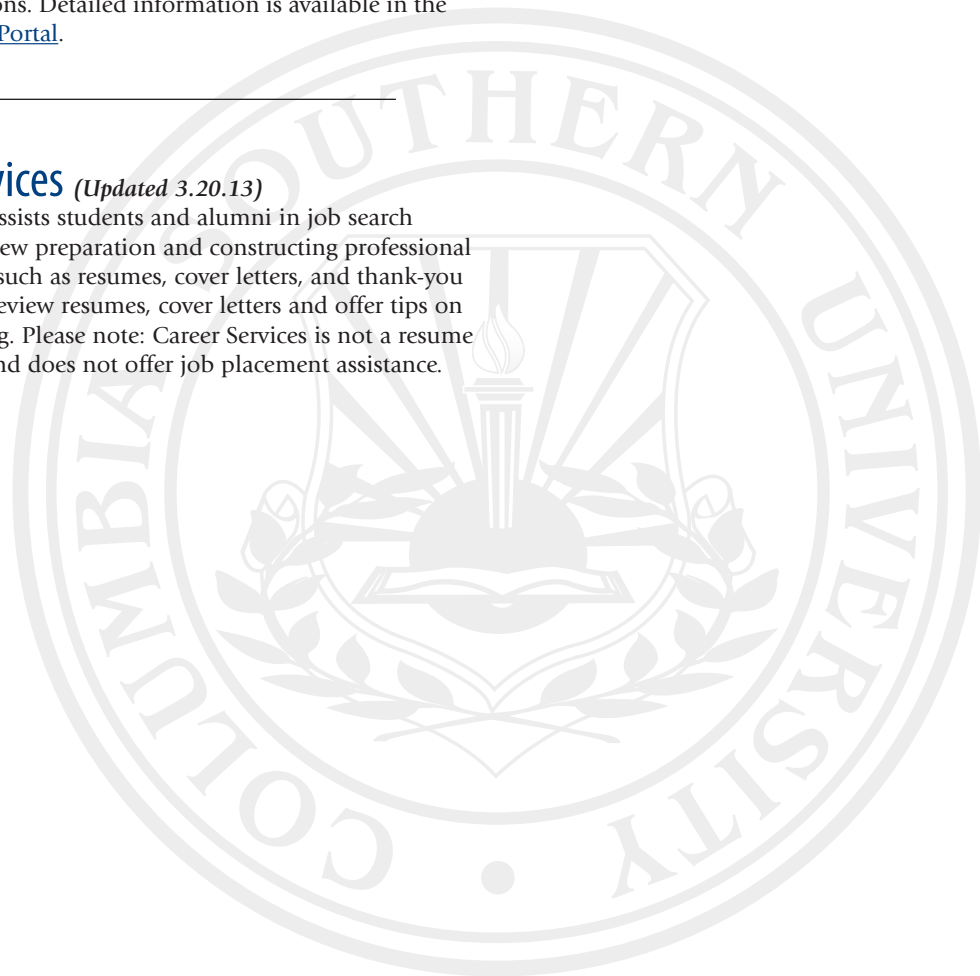 ons. Detailed information is available in the
Portal.
vices (Updated 3.20.13)
ssists students and alumni in job search
ew preparation and constructing professional
such as resumes, cover letters, and thank-you
eview resumes, cover letters and offer tips on
g. Please note: Career Services is not a resume
nd does not offer job placement assistance.
COLUMBIA SOUTHERN UNIVERSITY